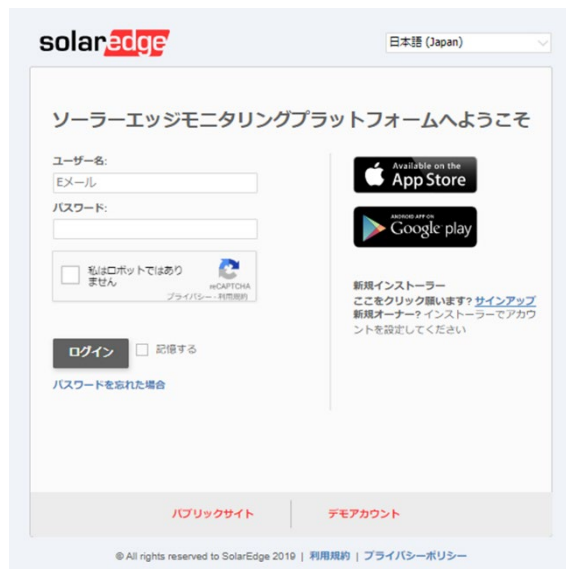 solaredge
日本語 (Japan)
ソーラーエッジモニタリングプラットフォームへようこそ
ユーザー名:
Eメール
パスワード:
私はロボットではあり
ません
reCAPTCHA
プライバシー - 利用規約
ログイン
記憶する
パスワードを忘れた場合
Available on the
App Store
ANDROID APP ON
Google play
新規インストーラー
ここをクリック願います? サインアップ
新規オーナー? インストーラーでアカウ
ントを設定してください
パブリックサイト
デモアカウント
© All rights reserved to SolarEdge 2019 | 利用規約 | プライバシーポリシー